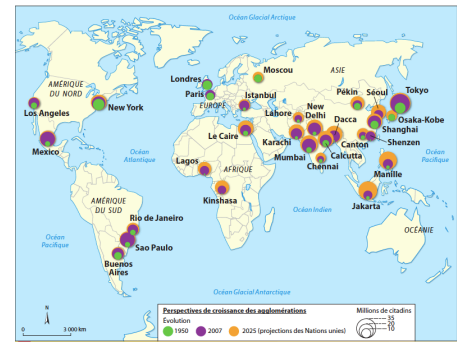 Océan Glacial Arctique
Moscou
ASIE
Londres
AMÉRIQUE
DU NORD
Paris
EUROPE
Istanbul
Pékin
Séoul
Tokyo
Los Angeles
New York
Lahore
New
Delhi
Dacca
Osaka-Kobe
Shanghai
Le Caire
Karachi
Canton
Shenzen
Mexico
Océan
Atlantique
Mumbai
Calcutta
Chennai
Océan
Pacifique
Lagos
AFRIQUE
Manille
Kinshasa
Jakarta
AMÉRIQUE
DU SUD
Rio de Janeiro
Océan Indien
OCÉANIE
Océan
Pacifique
Sao Paulo
Buenos
Aires
Océan Glacial Antarctique
N
0 3 000 km
Perspectives de croissance des agglomérations
Évolution
1950 2007 2025 (projections des Nations unies)
Millions de citadins
35
20